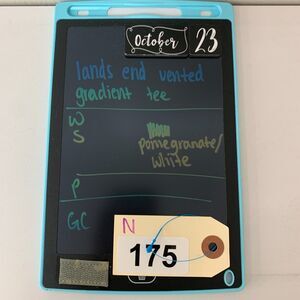 October 23
lands end vented
gradient tee
W
S
pomegranate/
white
P
GC
N
175